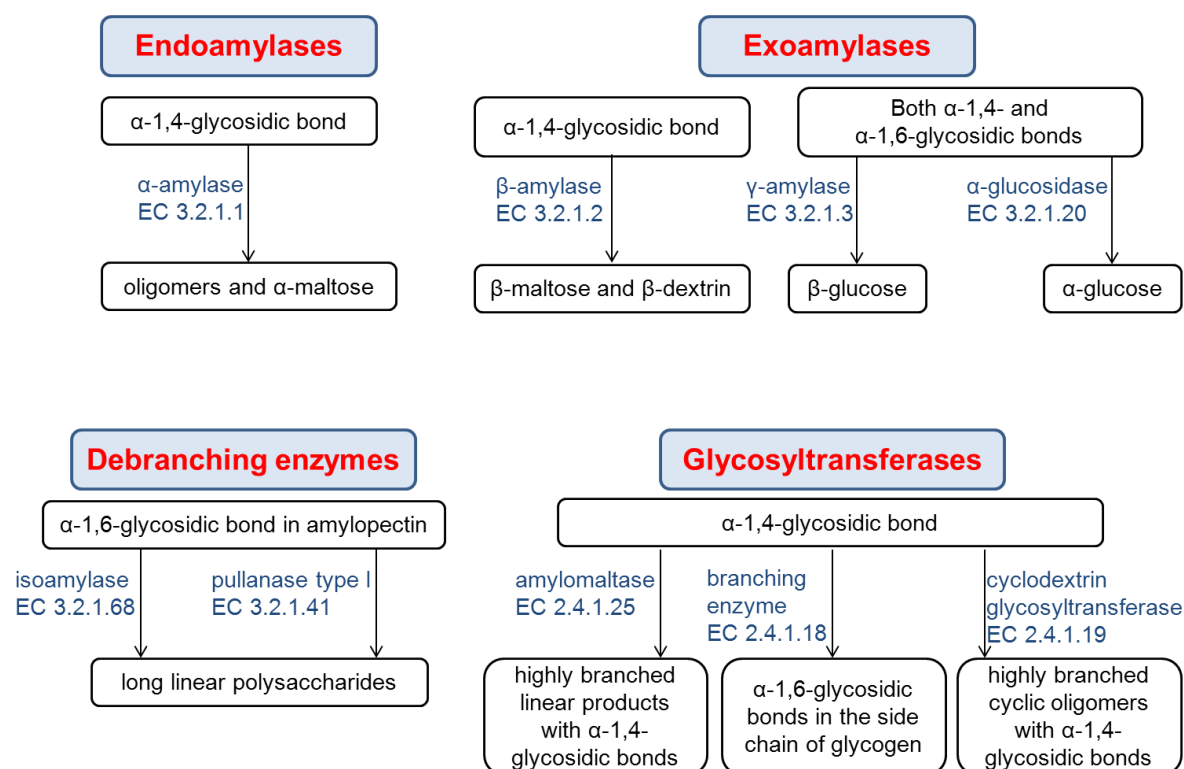 Endoamylases
α-1,4-glycosidic bond
α-amylase
EC 3.2.1.1
oligomers and α-maltose
Exoamylases
α-1,4-glycosidic bond
β-amylase
EC 3.2.1.2
β-maltose and β-dextrin
Both α-1,4- and
α-1,6-glycosidic bonds
γ-amylase
EC 3.2.1.3
β-glucose
α-glucosidase
EC 3.2.1.20
α-glucose
Debranching enzymes
α-1,6-glycosidic bond in amylopectin
isoamylase
EC 3.2.1.68
pullanase type I
EC 3.2.1.41
long linear polysaccharides
Glycosyltransferases
α-1,4-glycosidic bond
amylomaltase
EC 2.4.1.25
highly branched
linear products
with α-1,4-
glycosidic bonds
branching
enzyme
EC 2.4.1.18
α-1,6-glycosidic
bonds in the side
chain of glycogen
cyclodextrin
glycosyltransferase
EC 2.4.1.19
highly branched
cyclic oligomers
with α-1,4-
glycosidic bonds